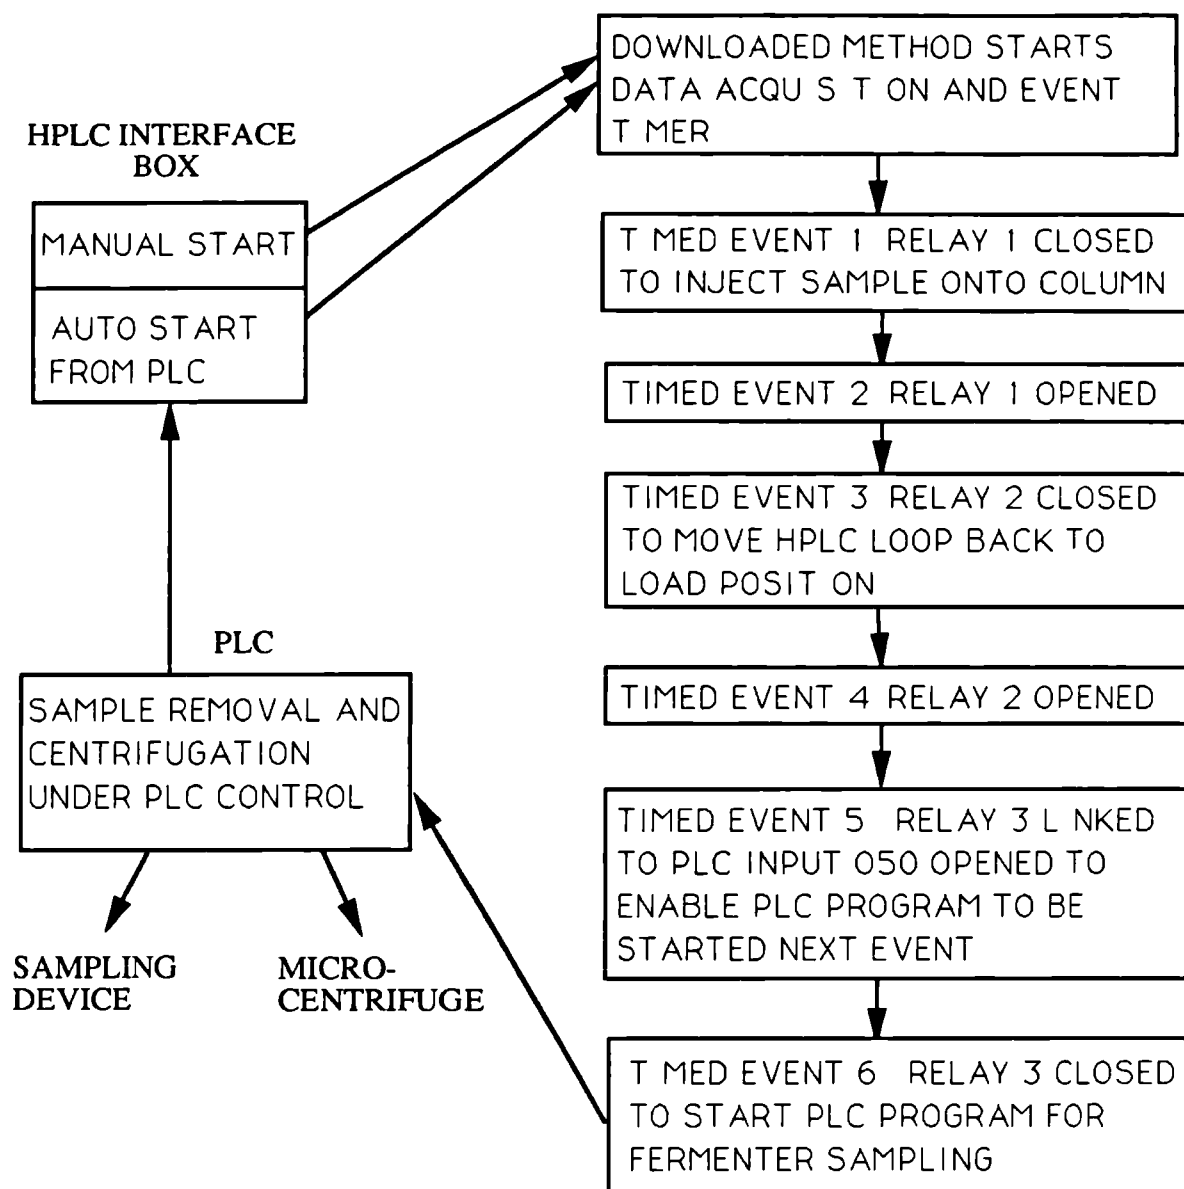 HPLC INTERFACE
BOX
MANUAL START
AUTO START
FROM PLC
PLC
SAMPLE REMOVAL AND
CENTRIFUGATION
UNDER PLC CONTROL
SAMPLING
DEVICE
MICRO-
CENTRIFUGE
DOWNLOADED METHOD STARTS
DATA ACQU S T ON AND EVENT
T MER
T MED EVENT 1 RELAY 1 CLOSED
TO INJECT SAMPLE ONTO COLUMN
TIMED EVENT 2 RELAY 1 OPENED
TIMED EVENT 3 RELAY 2 CLOSED
TO MOVE HPLC LOOP BACK TO
LOAD POSIT ON
TIMED EVENT 4 RELAY 2 OPENED
TIMED EVENT 5 RELAY 3 L NKED
TO PLC INPUT 050 OPENED TO
ENABLE PLC PROGRAM TO BE
STARTED NEXT EVENT
T MED EVENT 6 RELAY 3 CLOSED
TO START PLC PROGRAM FOR
FERMENTER SAMPLING